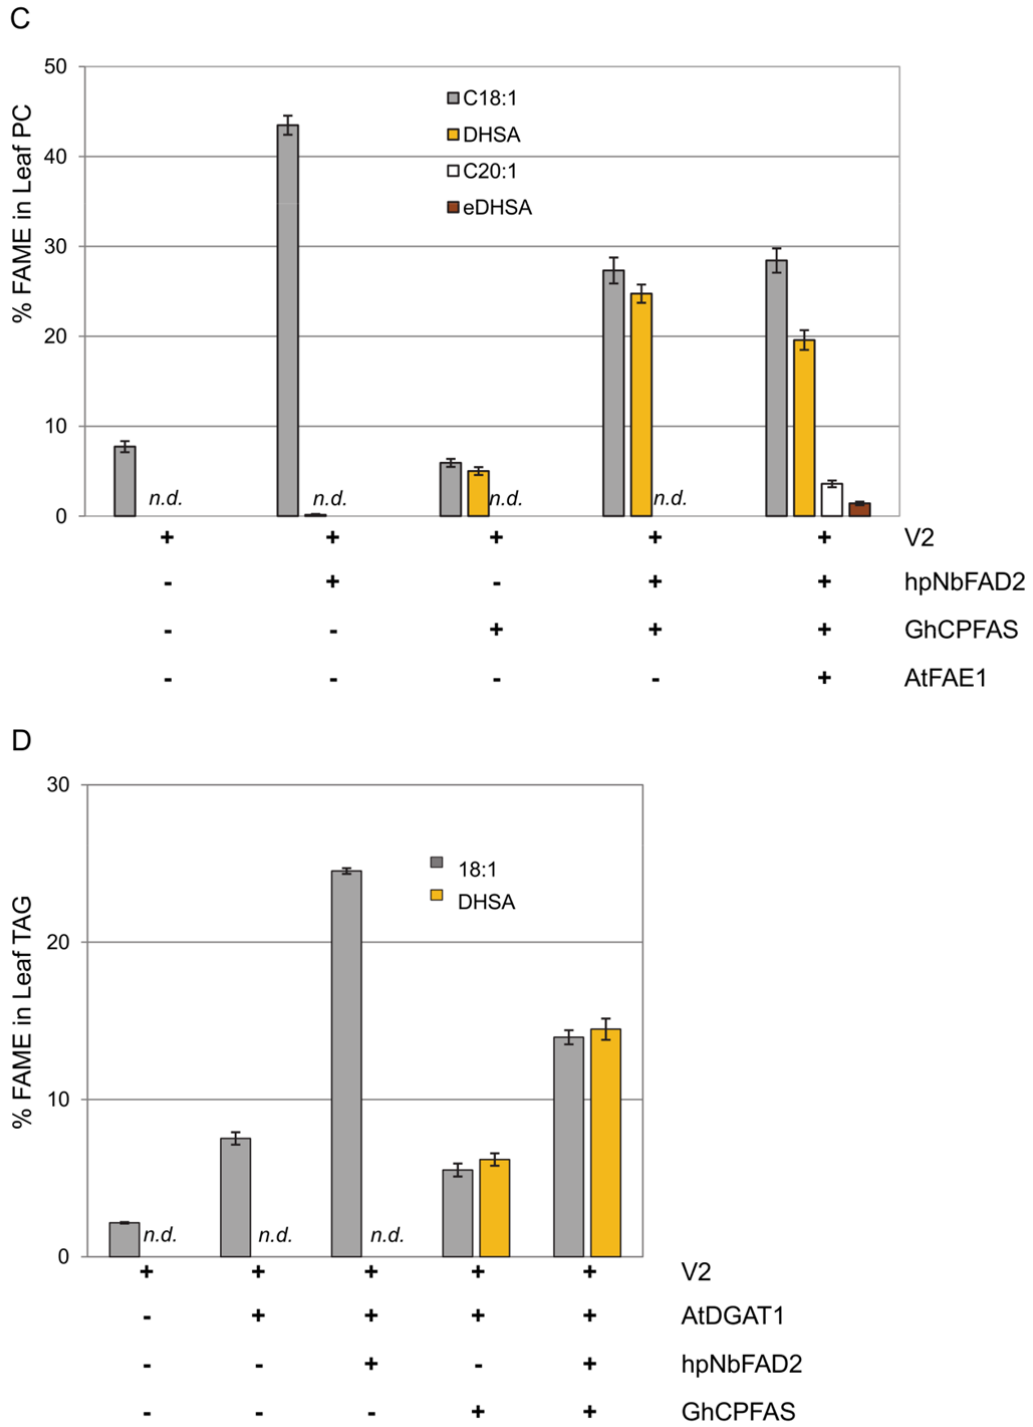 C
% FAME in Leaf PC
50
40
30
20
10
0
C18:1
DHSA
C20:1
eDHSA
n.d.
n.d.
n.d.
n.d.
+ + + + + V2
- + - + + hpNbFAD2
- - + + + GhCPFAS
- - - - + AtFAE1
D
% FAME in Leaf TAG
30
20
10
0
18:1
DHSA
n.d.
n.d.
n.d.
+ + + + + V2
- + + + + AtDGAT1
- - + - + hpNbFAD2
- - - + + GhCPFAS